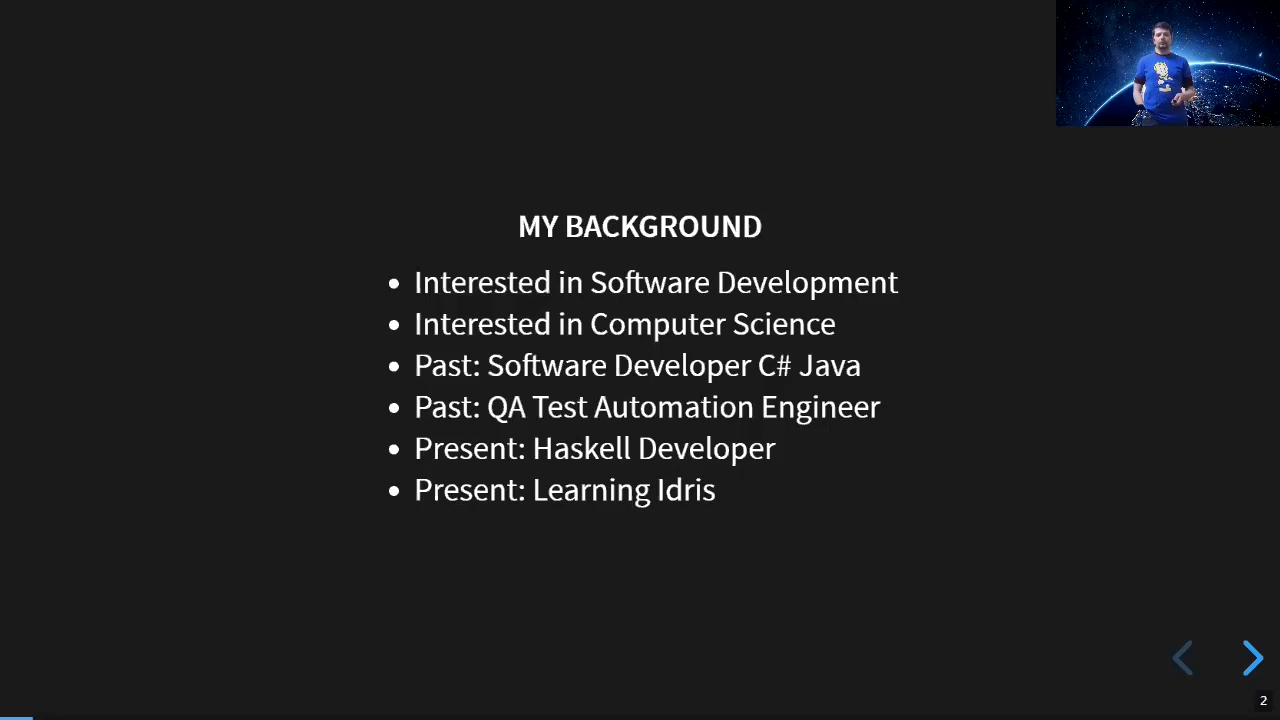 MY BACKGROUND
Interested in Software Development
Interested in Computer Science
Past: Software Developer C# Java
Past: QA Test Automation Engineer
Present: Haskell Developer
Present: Learning Idris
2